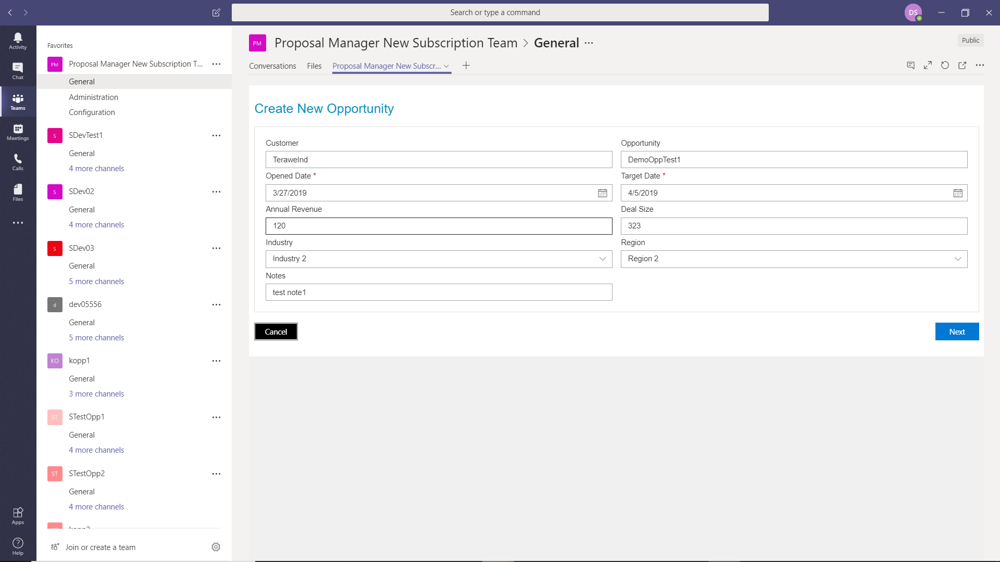 Search or type a command
DS
Activity
Chat
Teams
Meetings
Calls
Files
Apps
Help
Favorites
PM Proposal Manager New Subscription T...
General
Administration
Configuration
S SDevTest1
General
4 more channels
S SDev02
General
4 more channels
S SDev03
General
5 more channels
d dev05556
General
5 more channels
KO kopp1
General
3 more channels
ST STestOpp1
General
4 more channels
ST STestOpp2
General
4 more channels
Join or create a team
PM Proposal Manager New Subscription Team > General ...
Public
Conversations Files Proposal Manager New Subscr...
Create New Opportunity
Customer Opportunity
TeraweInd DemoOppTest1
Opened Date * Target Date *
3/27/2019 4/5/2019
Annual Revenue Deal Size
120 323
Industry Region
Industry 2 Region 2
Notes
test note1
Cancel Next